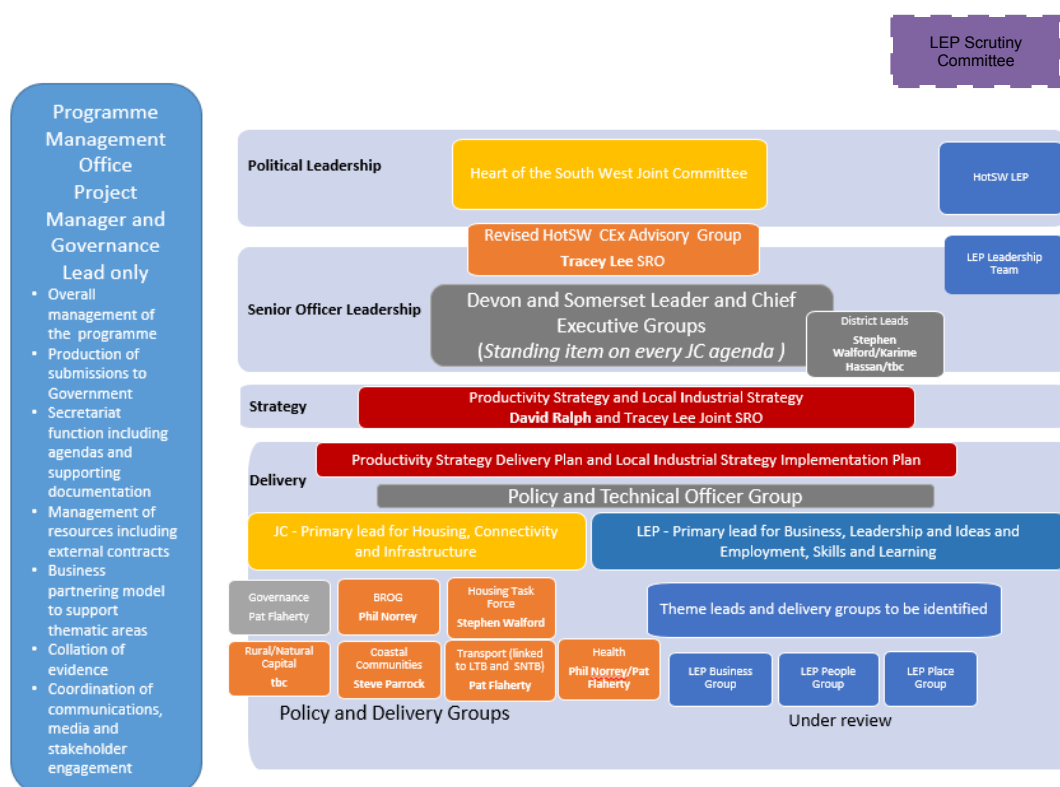 LEP Scrutiny
Committee
Programme
Management
Office
Project
Manager and
Governance
Lead only
• Overall
management of
the programme
• Production of
submissions to
Government
• Secretariat
function including
agendas and
supporting
documentation
• Management of
resources including
external contracts
• Business
partnering model
to support
thematic areas
• Collation of
evidence
• Coordination of
communications,
media and
stakeholder
engagement
Political Leadership
Heart of the South West Joint Committee
HotSW LEP
Revised HotSW CEx Advisory Group
Tracey Lee SRO
LEP Leadership
Team
Senior Officer Leadership
Devon and Somerset Leader and Chief
Executive Groups
(Standing item on every JC agenda )
District Leads
Stephen
Walford/Karime
Hassan/tbc
Strategy
Productivity Strategy and Local Industrial Strategy
David Ralph and Tracey Lee Joint SRO
Productivity Strategy Delivery Plan and Local Industrial Strategy Implementation Plan
Delivery
Policy and Technical Officer Group
JC - Primary lead for Housing, Connectivity
and Infrastructure
LEP - Primary lead for Business, Leadership and Ideas and
Employment, Skills and Learning
Governance
Pat Flaherty
BROG
Phil Norrey
Housing Task
Force
Stephen Walford
Theme leads and delivery groups to be identified
Rural/Natural
Capital
tbc
Coastal
Communities
Steve Parrock
Transport (linked
to LTB and SNTB)
Pat Flaherty
Health
Phil Norrey/Pat
Flaherty
LEP Business
Group
LEP People
Group
LEP Place
Group
Policy and Delivery Groups
Under review